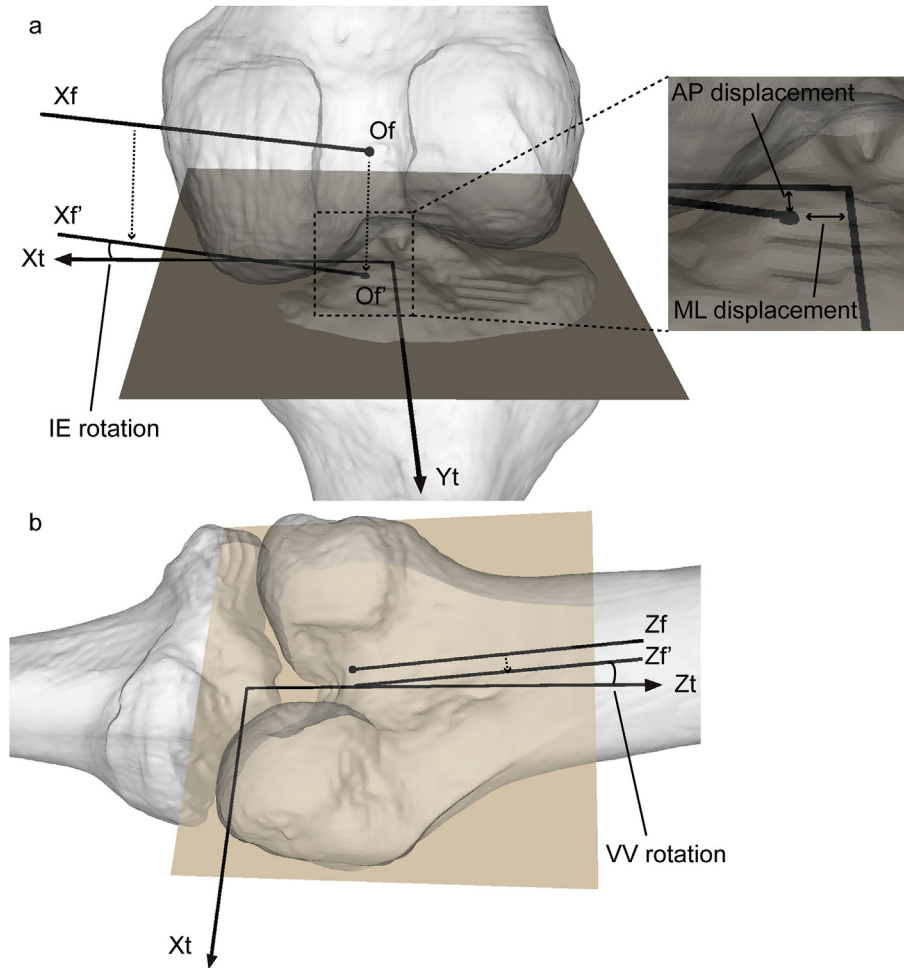 a
Xf
Of
AP displacement
Xf’
Xt
Of’
ML displacement
IE rotation
Yt
b
Zf
Zf’
Zt
VV rotation
Xt